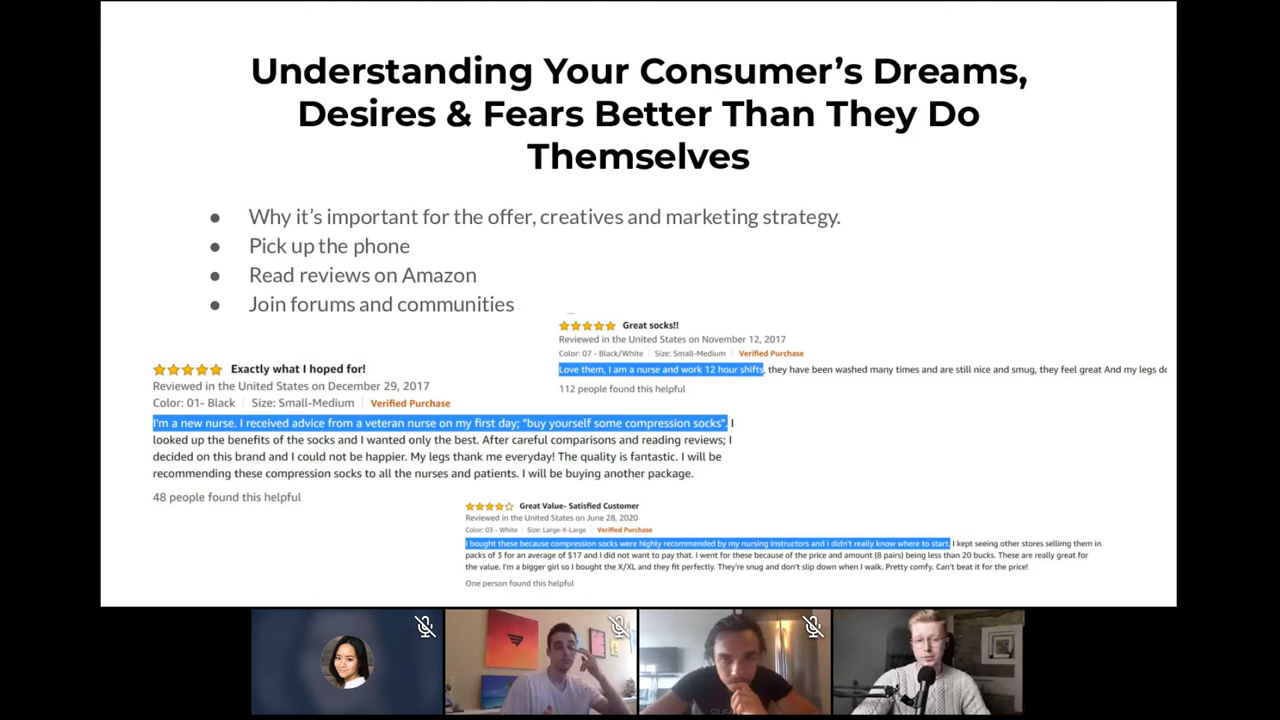 Understanding Your Consumer's Dreams,
Desires & Fears Better Than They Do
Themselves
● Why it's important for the offer, creatives and marketing strategy.
● Pick up the phone
● Read reviews on Amazon
● Join forums and communities
Great socks!!
Reviewed in the United States on November 12, 2017
Color: 07 - Black/White | Size: Small-Medium | Verified Purchase
Love them, I am a nurse and work 12 hour shifts, they have been washed many times and are still nice and smug, they feel great And my legs dc
112 people found this helpful
Exactly what I hoped for!
Reviewed in the United States on December 29, 2017
Color: 01- Black | Size: Small-Medium | Verified Purchase
I'm a new nurse. I received advice from a veteran nurse on my first day; "buy yourself some compression socks". I
looked up the benefits of the socks and I wanted only the best. After careful comparisons and reading reviews; I
decided on this brand and I could not be happier. My legs thank me everyday! The quality is fantastic. I will be
recommending these compression socks to all the nurses and patients. I will be buying another package.
48 people found this helpful
Great Value- Satisfied Customer
Reviewed in the United States on June 28, 2020
Color: 03 - White | Size: Large-X-Large | Verified Purchase
I bought these because compression socks were highly recommended by my nursing instructors and I didn't really know where to start. I kept seeing other stores selling them in
packs of 3 for an average of $17 and I did not want to pay that. I went for these because of the price and amount (8 pairs) being less than 20 bucks. These are really great for
the value. I'm a bigger girl so I bought the X/XL and they fit perfectly. They're snug and don't slip down when I walk. Pretty comfy. Can't beat it for the price!
One person found this helpful